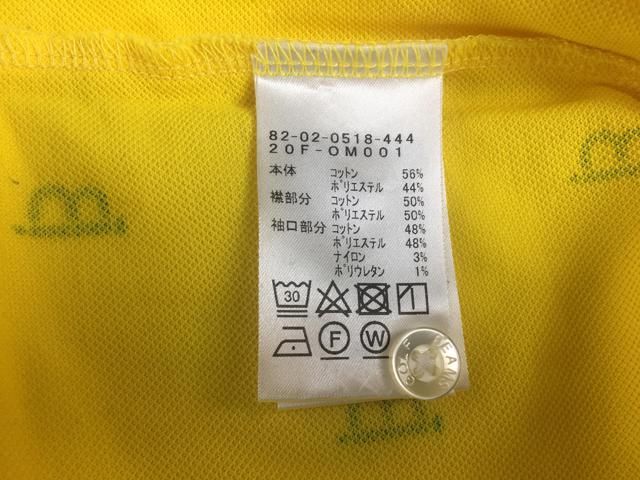 82-02-0518-444
20F-OM001
本体 コットン 56%
ポリエステル 44%
襟部分 コットン 50%
ポリエステル 50%
袖口部分 コットン 48%
ポリエステル 48%
ナイロン 3%
ポリウレタン 1%
30
F W
BEAMS GOLF
B
B
B